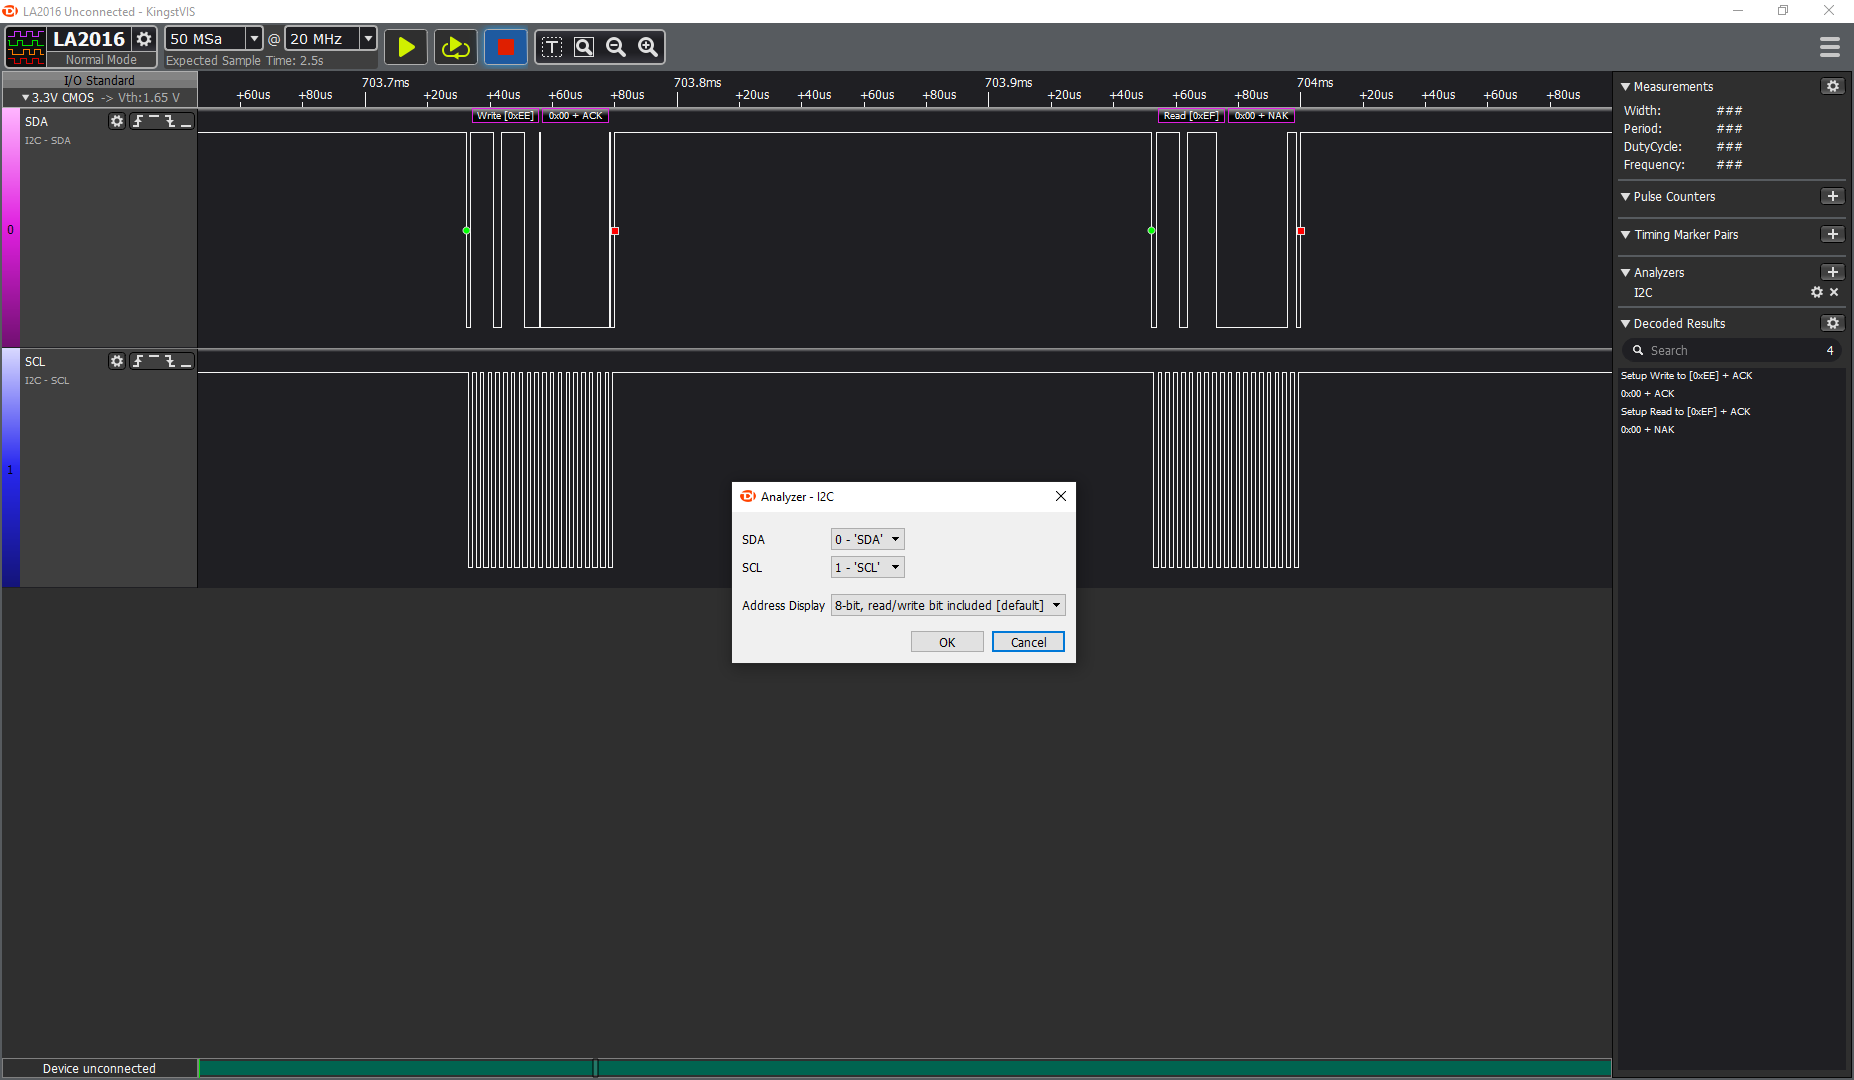 LA2016 Unconnected - KingstVIS
LA2016
Normal Mode
50 MSa
@
20 MHz
Expected Sample Time: 2.5s
T
I/O Standard
3.3V CMOS -> Vth:1.65 V
703.7ms
703.8ms
703.9ms
704ms
+60us
+80us
+20us
+40us
+60us
+80us
+20us
+40us
+60us
+80us
+20us
+40us
+60us
+80us
+20us
+40us
+60us
+80us
SDA
I2C - SDA
0
Write [0xEE]
0x00 + ACK
Read [0xEF]
0x00 + NAK
SCL
I2C - SCL
1
Measurements
Width: ###
Period: ###
DutyCycle: ###
Frequency: ###
Pulse Counters
Timing Marker Pairs
Analyzers
I2C
Decoded Results
Search 4
Setup Write to [0xEE] + ACK
0x00 + ACK
Setup Read to [0xEF] + ACK
0x00 + NAK
Analyzer - I2C
SDA 0 - 'SDA'
SCL 1 - 'SCL'
Address Display 8-bit, read/write bit included [default]
OK Cancel
Device unconnected